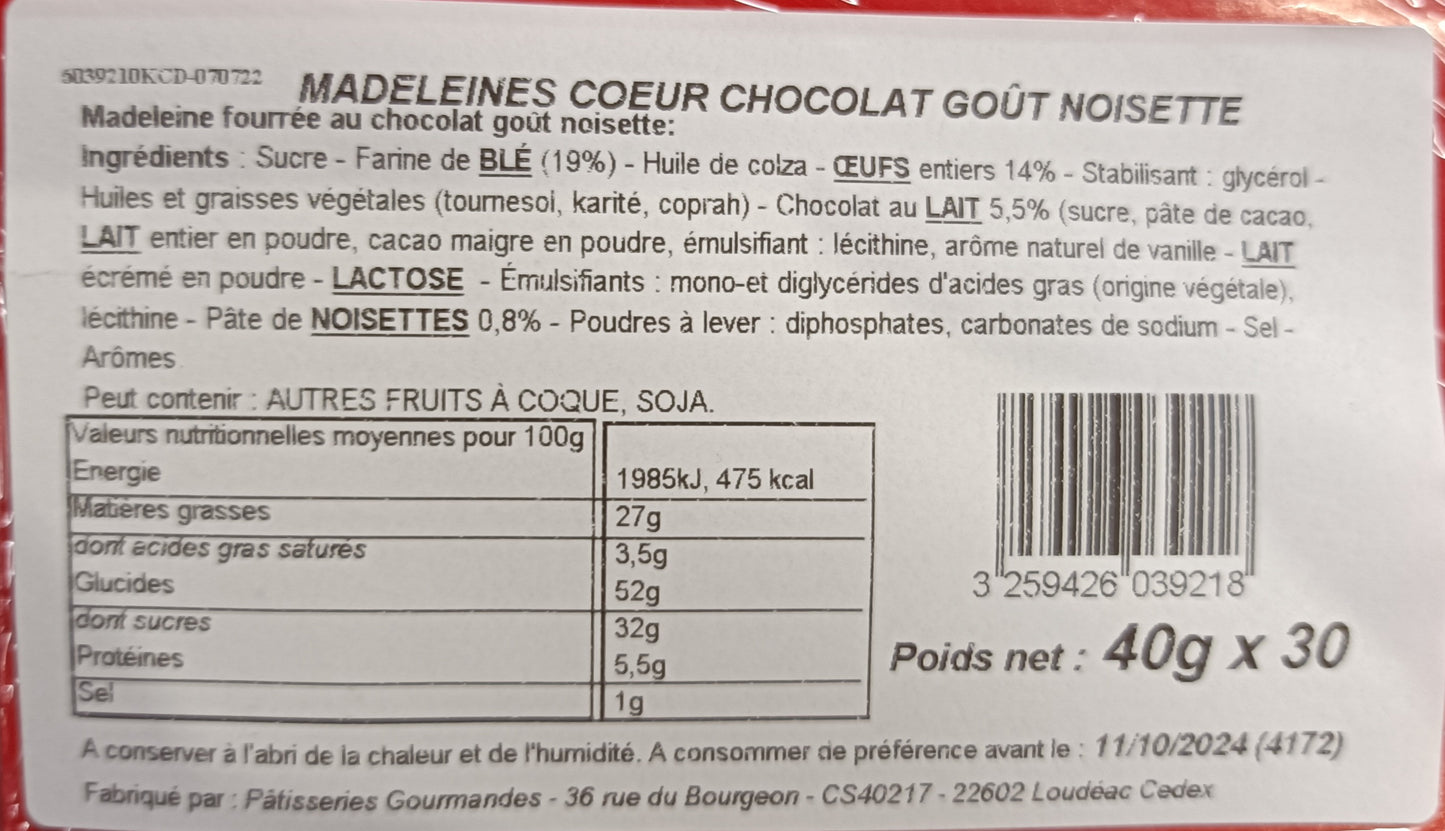 5039210KCD-070722
MADELEINES COEUR CHOCOLAT GOÛT NOISETTE
Madeleine fourrée au chocolat goût noisette:
Ingrédients : Sucre - Farine de BLÉ (19%) - Huile de colza - ŒUFS entiers 14% - Stabilisant : glycérol -
Huiles et graisses végétales (tournesol, karité, coprah) - Chocolat au LAIT 5,5% (sucre, pâte de cacao,
LAIT entier en poudre, cacao maigre en poudre, émulsifiant : lécithine, arôme naturel de vanille - LAIT
écrémé en poudre - LACTOSE - Émulsifiants : mono-et diglycérides d'acides gras (origine végétale),
lécithine - Pâte de NOISETTES 0,8% - Poudres à lever : diphosphates, carbonates de sodium - Sel -
Arômes
Peut contenir : AUTRES FRUITS À COQUE, SOJA.
Valeurs nutritionnelles moyennes pour 100g
Energie 1985kJ, 475 kcal
Matières grasses 27g
dont acides gras saturés 3,5g
Glucides 52g
dont sucres 32g
Protéines 5,5g
Sel 1g
3 259426 039218
Poids net : 40g x 30
A conserver à l'abri de la chaleur et de l'humidité. A consommer de préférence avant le : 11/10/2024 (4172)
Fabriqué par : Pâtisseries Gourmandes - 36 rue du Bourgeon - CS40217 - 22602 Loudéac Cedex